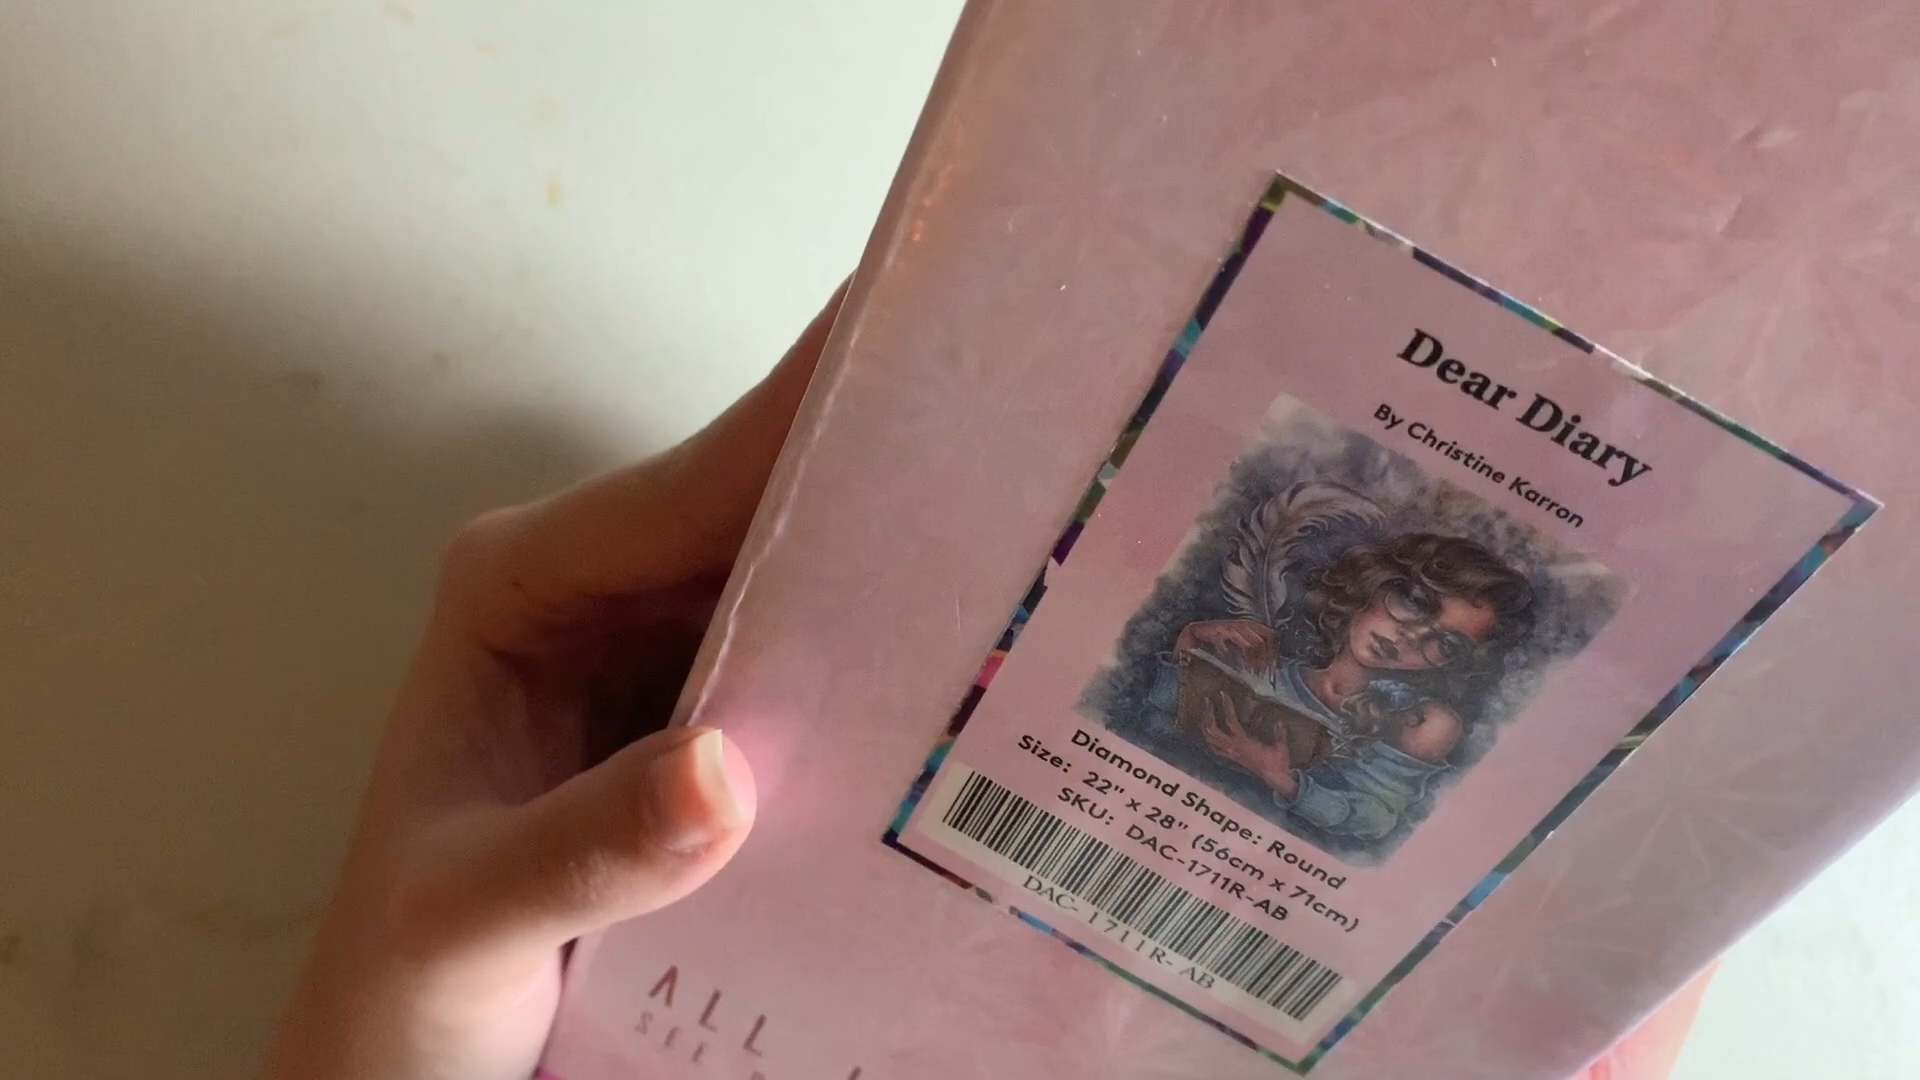 Dear Diary
By Christine Karron
Diamond Shape: Round
Size: 22" x 28" (56cm x 71cm)
SKU: DAC-1711R-AB
DAC-1711R-AB
ALL
SEE